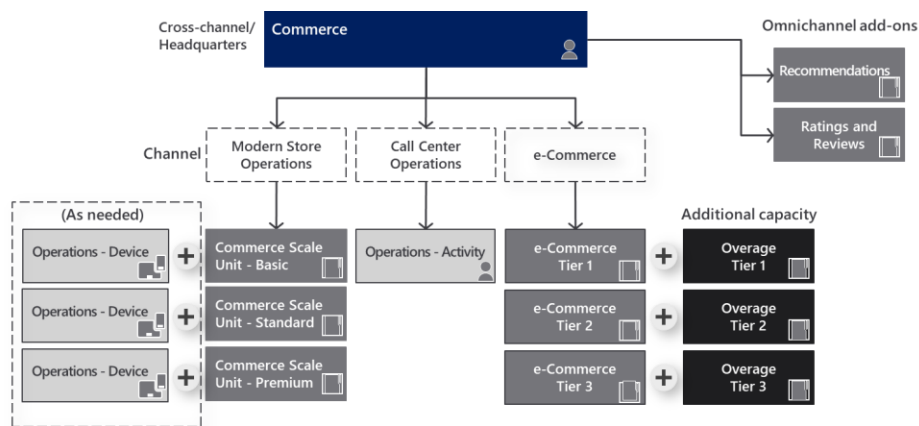 Cross-channel/
Headquarters
Commerce
Omnichannel add-ons
Recommendations
Ratings and
Reviews
Channel
Modern Store
Operations
Call Center
Operations
e-Commerce
(As needed)
Additional capacity
Operations - Device
Commerce Scale
Unit - Basic
Operations - Activity
e-Commerce
Tier 1
Overage
Tier 1
Operations - Device
Commerce Scale
Unit - Standard
e-Commerce
Tier 2
Overage
Tier 2
Operations - Device
Commerce Scale
Unit - Premium
e-Commerce
Tier 3
Overage
Tier 3